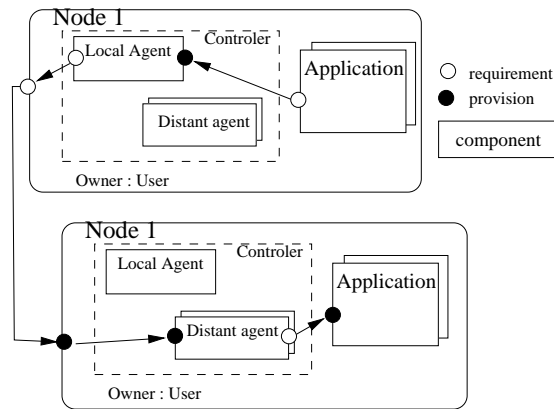 Node 1
Controler
Local Agent
Application
Distant agent
Owner : User
requirement
provision
component
Node 1
Controler
Local Agent
Application
Distant agent
Owner : User